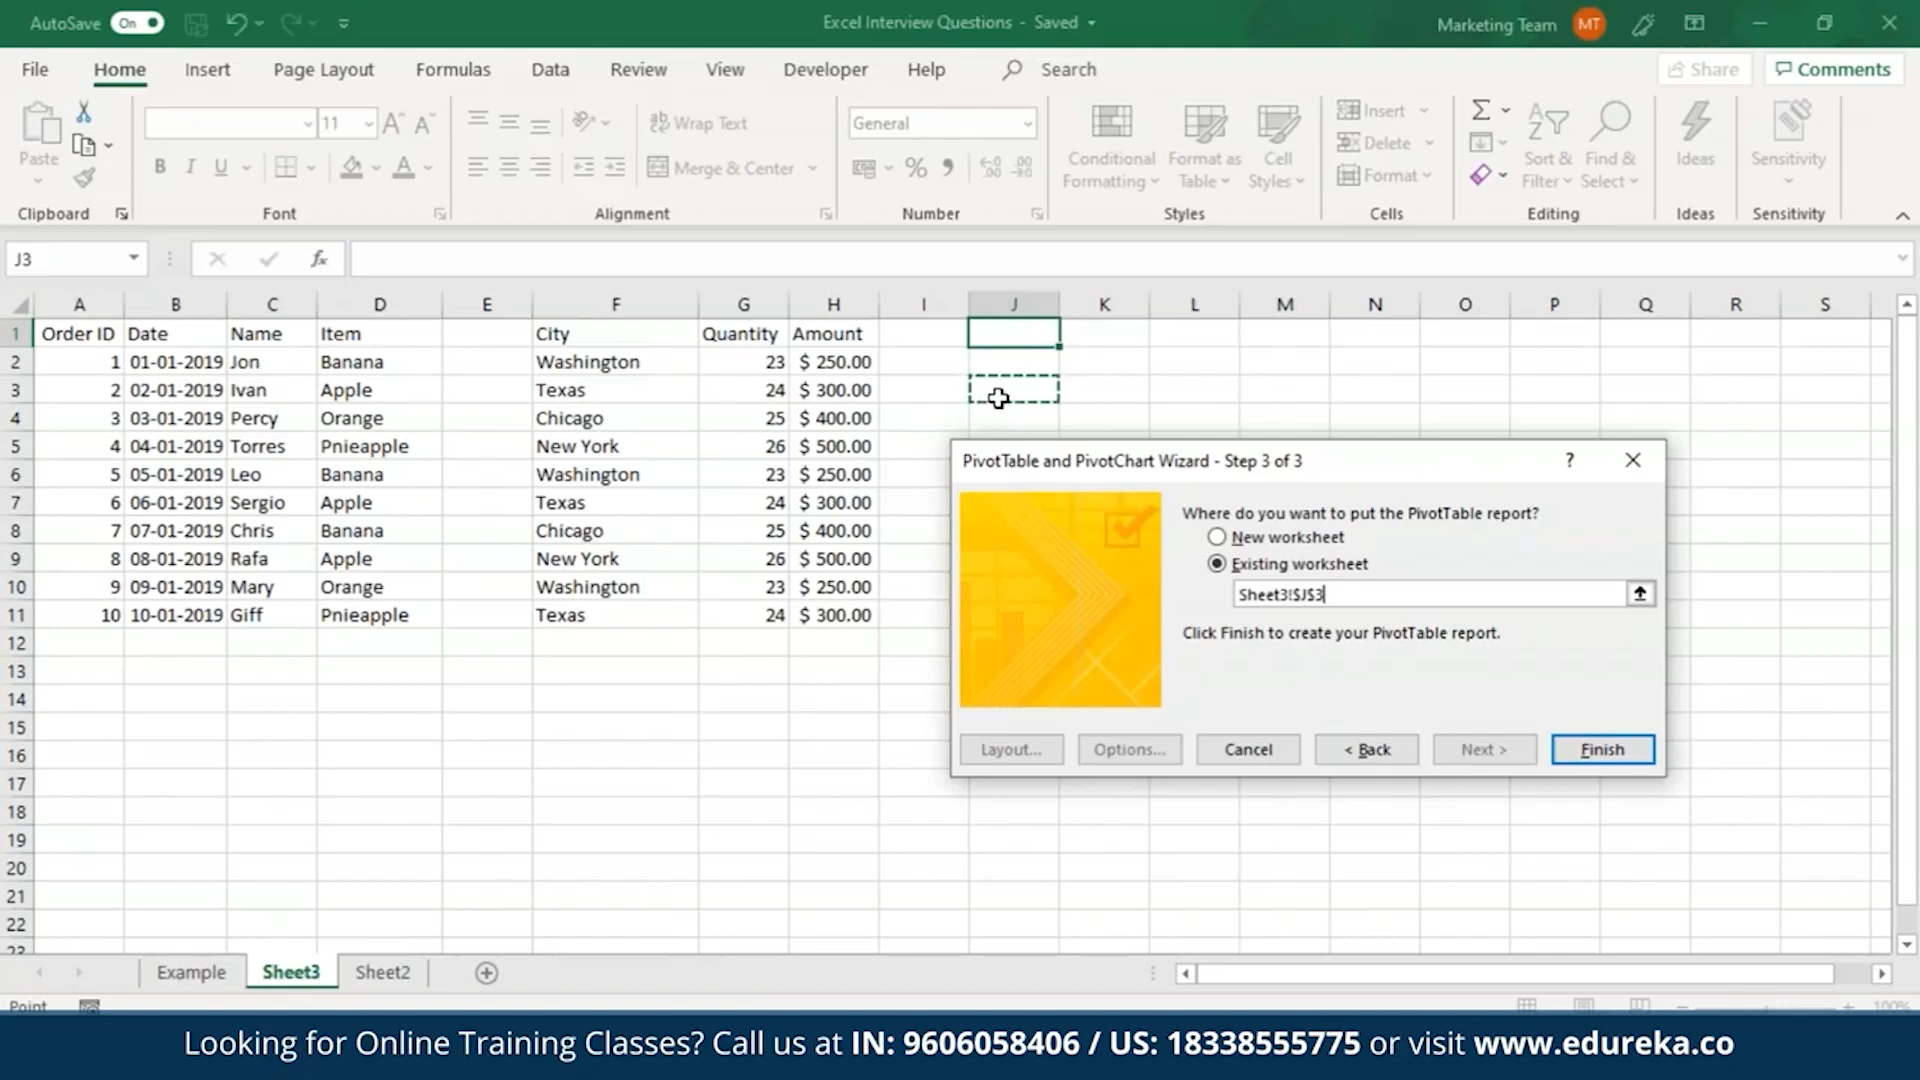 AutoSave On Excel Interview Questions - Saved Marketing Team MT
File Home Insert Page Layout Formulas Data Review View Developer Help Search Share Comments
Paste
Clipboard
11
B I U A
Font
Wrap Text
Merge & Center
Alignment
General
%
Number
Conditional Formatting
Format as Table
Cell Styles
Styles
Insert
Delete
Format
Cells
Sort & Filter
Find & Select
Editing
Ideas
Ideas
Sensitivity
Sensitivity
J3 fx
A B C D E F G H I J K L M N O P Q R S
1 Order ID Date Name Item City Quantity Amount
2 1 01-01-2019 Jon Banana Washington 23 $ 250.00
3 2 02-01-2019 Ivan Apple Texas 24 $ 300.00
4 3 03-01-2019 Percy Orange Chicago 25 $ 400.00
5 4 04-01-2019 Torres Pnieapple New York 26 $ 500.00
6 5 05-01-2019 Leo Banana Washington 23 $ 250.00
7 6 06-01-2019 Sergio Apple Texas 24 $ 300.00
8 7 07-01-2019 Chris Banana Chicago 25 $ 400.00
9 8 08-01-2019 Rafa Apple New York 26 $ 500.00
10 9 09-01-2019 Mary Orange Washington 23 $ 250.00
11 10 10-01-2019 Giff Pnieapple Texas 24 $ 300.00
12
13
14
15
16
17
18
19
20
21
22
23
PivotTable and PivotChart Wizard - Step 3 of 3 ?
Where do you want to put the PivotTable report?
New worksheet
Existing worksheet
Sheet3!$J$3
Click Finish to create your PivotTable report.
Layout... Options... Cancel < Back Next > Finish
Example Sheet3 Sheet2
Point 100%
Looking for Online Training Classes? Call us at IN: 9606058406 / US: 18338555775 or visit www.edureka.co